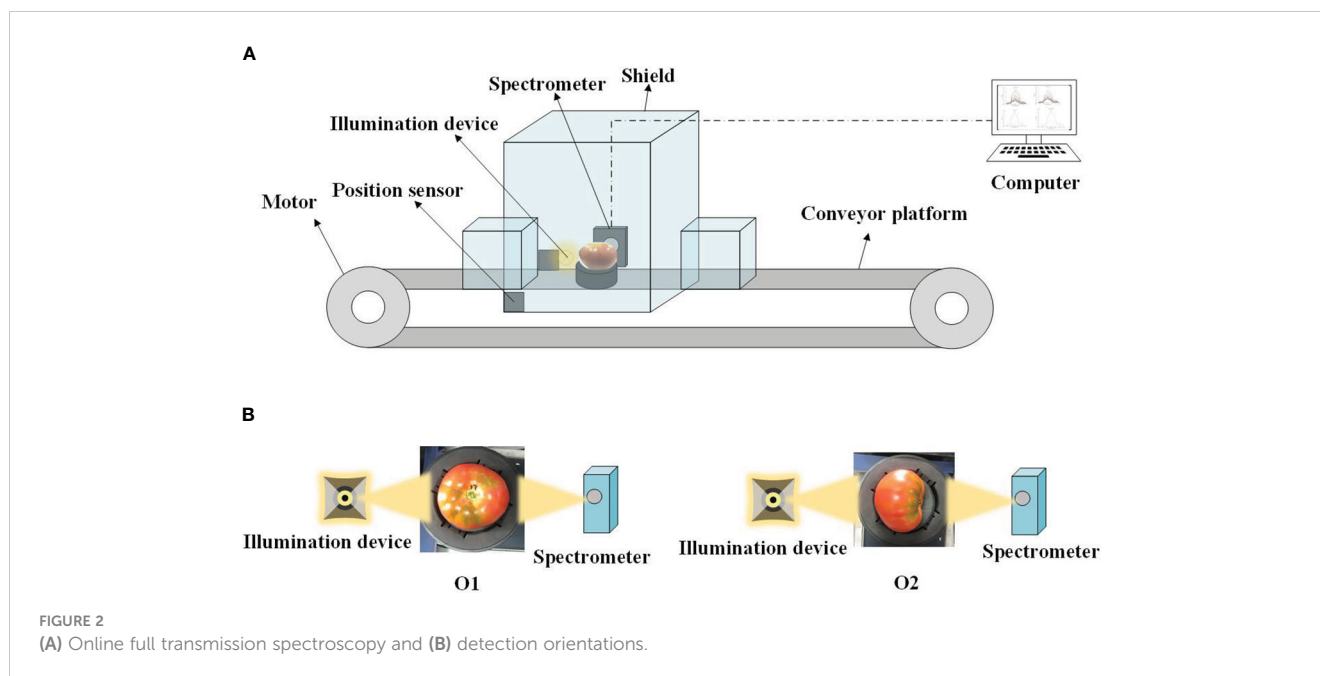 A
Spectrometer
Shield
Illumination device
Position sensor
Motor
Computer
Conveyor platform
B
Illumination device
Spectrometer
O1
Illumination device
Spectrometer
O2
FIGURE 2
(A) Online full transmission spectroscopy and (B) detection orientations.